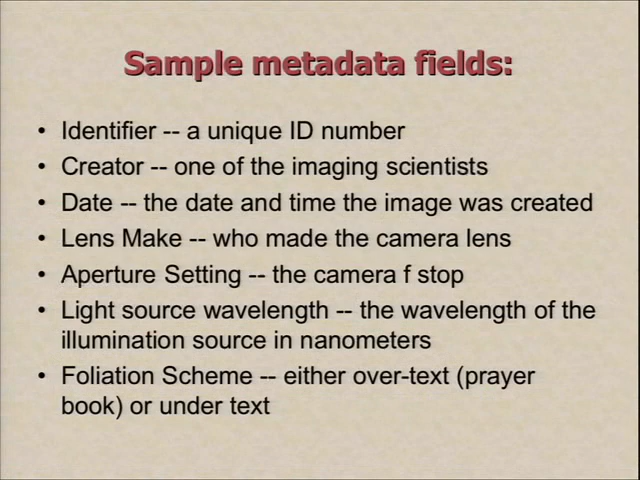 Sample metadata fields:
• Identifier -- a unique ID number
• Creator -- one of the imaging scientists
• Date -- the date and time the image was created
• Lens Make -- who made the camera lens
• Aperture Setting -- the camera f stop
• Light source wavelength -- the wavelength of the
illumination source in nanometers
• Foliation Scheme -- either over-text (prayer
book) or under text